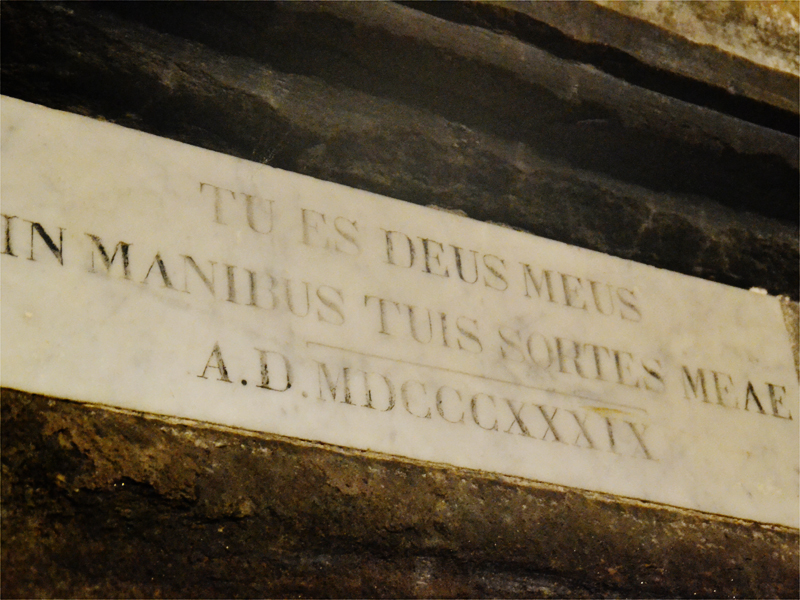 TU ES DEUS MEUS
IN MANIBUS TUIS SORTES MEAE
A.D. MDCCCXXXIX